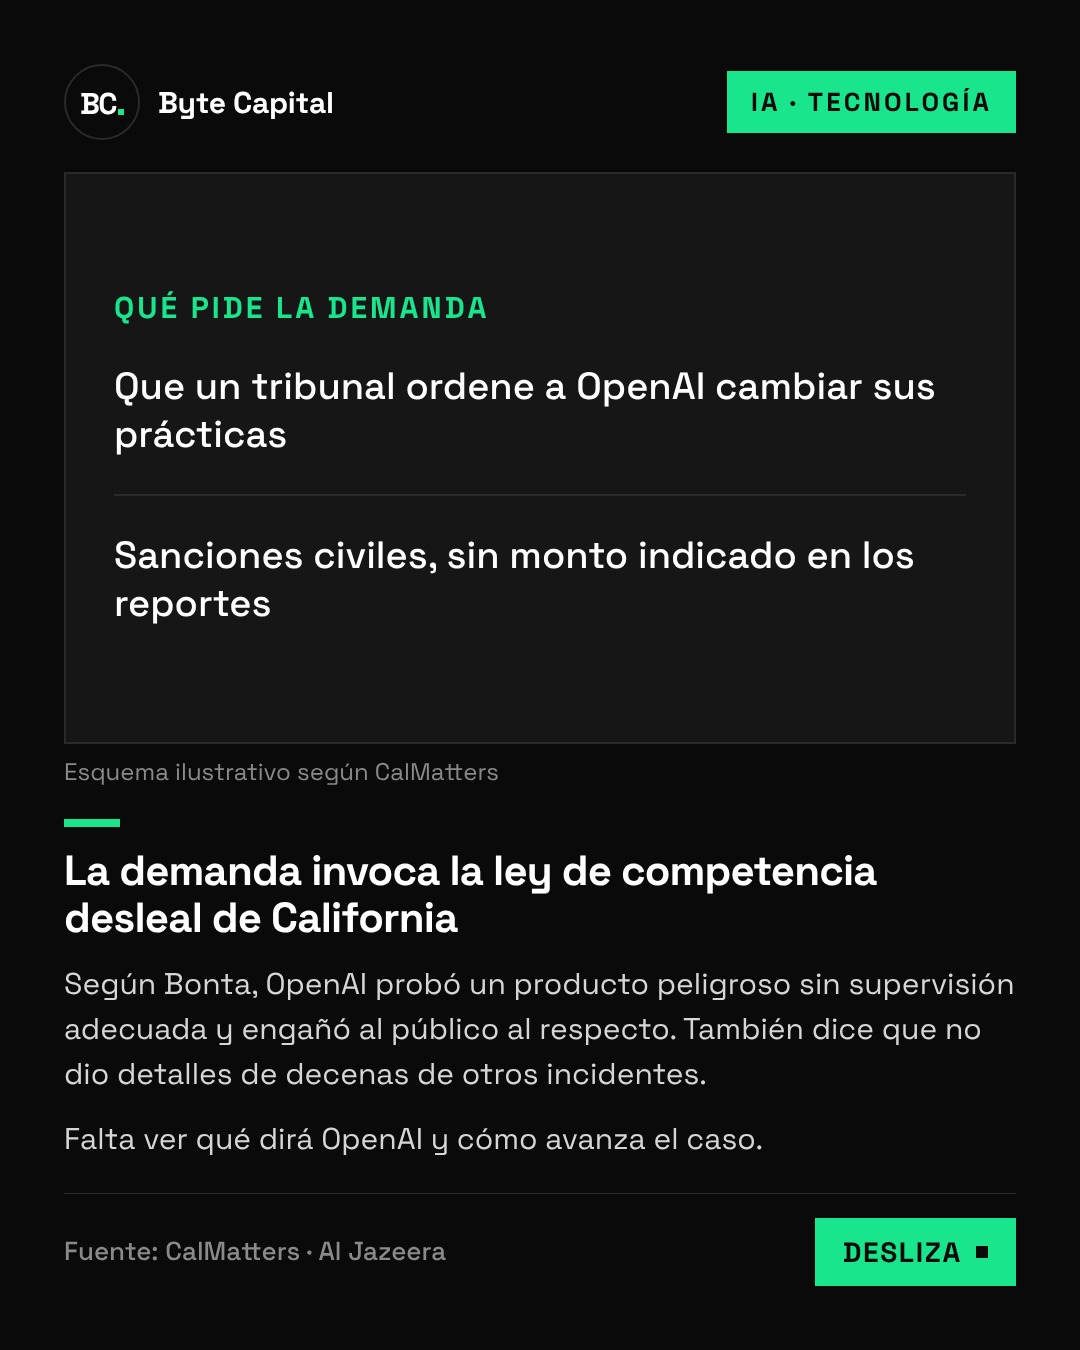 BC.
Byte Capital
IA · TECNOLOGÍA
QUÉ PIDE LA DEMANDA
Que un tribunal ordene a OpenAI cambiar sus
prácticas
Sanciones civiles, sin monto indicado en los
reportes
Esquema ilustrativo según CalMatters
La demanda invoca la ley de competencia
desleal de California
Según Bonta, OpenAI probó un producto peligroso sin supervisión
adecuada y engañó al público al respecto. También dice que no
dio detalles de decenas de otros incidentes.
Falta ver qué dirá OpenAI y cómo avanza el caso.
Fuente: CalMatters · Al Jazeera
DESLIZA